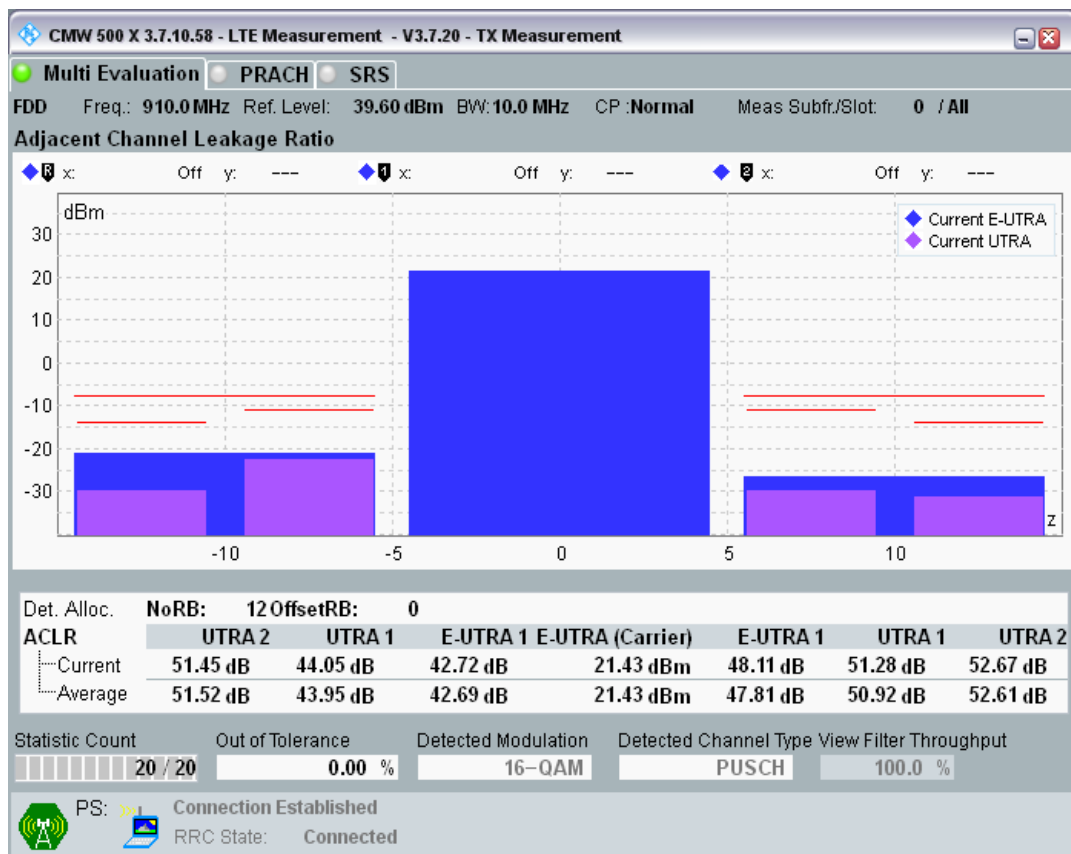 CMW 500 X 3.7.10.58 - LTE Measurement - V3.7.20 - TX Measurement
Multi Evaluation PRACH SRS
FDD Freq.: 910.0 MHz Ref. Level: 39.60 dBm BW: 10.0 MHz CP :Normal Meas Subfr./Slot: 0 / All
Adjacent Channel Leakage Ratio
R x: Off y: --- 1 x: Off y: --- 2 x: Off y: ---
dBm
Current E-UTRA
Current UTRA
30
20
10
0
-10
-20
-30
z
-10 -5 0 5 10
Det. Alloc. NoRB: 12 OffsetRB: 0
ACLR UTRA 2 UTRA 1 E-UTRA 1 E-UTRA (Carrier) E-UTRA 1 UTRA 1 UTRA 2
Current 51.45 dB 44.05 dB 42.72 dB 21.43 dBm 48.11 dB 51.28 dB 52.67 dB
Average 51.52 dB 43.95 dB 42.69 dB 21.43 dBm 47.81 dB 50.92 dB 52.61 dB
Statistic Count Out of Tolerance Detected Modulation Detected Channel Type View Filter Throughput
20 / 20 0.00 % 16-QAM PUSCH 100.0 %
PS: Connection Established
RRC State: Connected